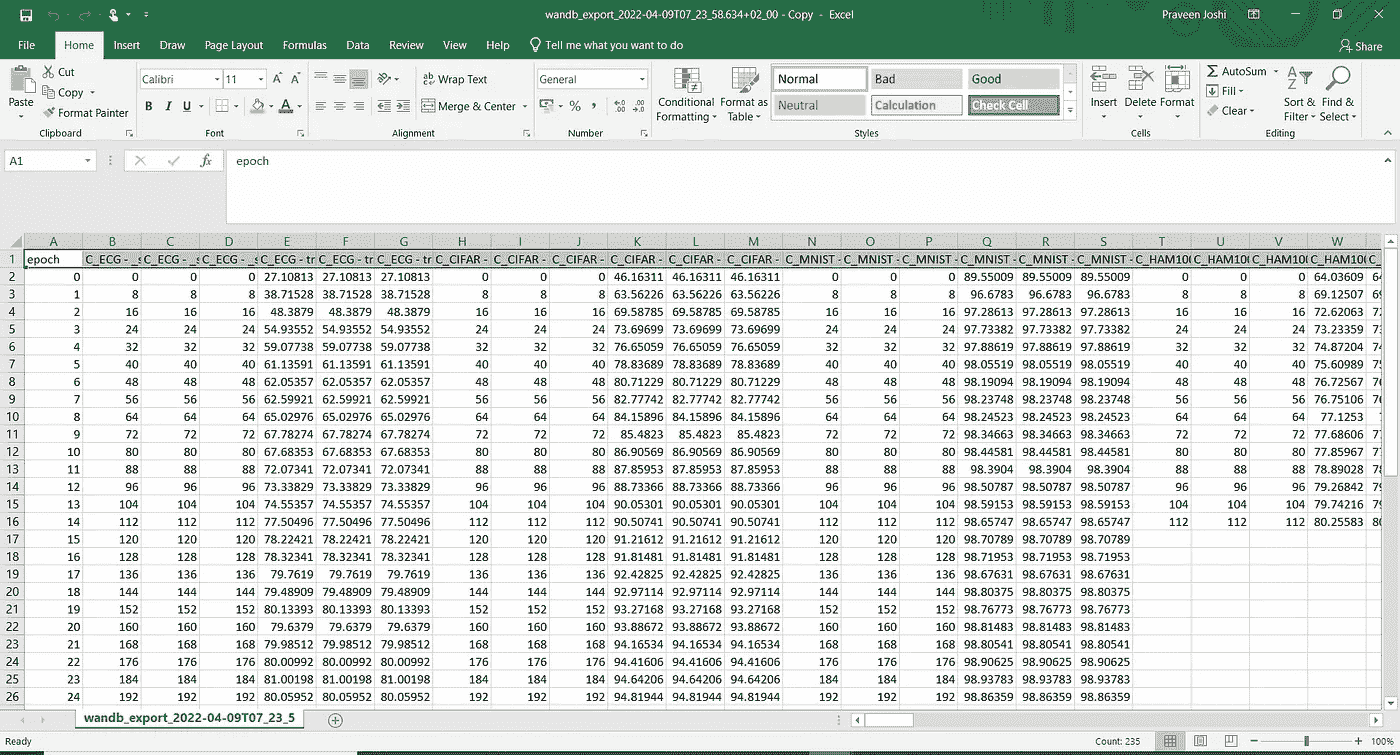 wandb_export_2022-04-09T07_23_58.634+02_00 - Copy - Excel Praveen Joshi
File Home Insert Draw Page Layout Formulas Data Review View Help Tell me what you want to do Share
Paste Cut Copy Format Painter Clipboard
Calibri 11 B I U A Font
Wrap Text Merge & Center Alignment
General % Number
Conditional Formatting Format as Table
Normal Bad Good
Neutral Calculation Check Cell
Styles
Insert Delete Format Cells
AutoSum Fill Clear Sort & Filter Find & Select Editing
A1 fx epoch
A B C D E F G H I J K L M N O P Q R S T U V W
1 epoch C_ECG - _s C_ECG - _s C_ECG - _s C_ECG - tr C_ECG - tr C_ECG - tr C_CIFAR - C_CIFAR - C_CIFAR - C_CIFAR - C_CIFAR - C_CIFAR - C_MNIST - C_MNIST - C_MNIST - C_MNIST - C_MNIST - C_MNIST - C_HAM10 C_HAM10 C_HAM10 C_HAM10 C_
2 0 0 0 0 27.10813 27.10813 27.10813 0 0 0 46.16311 46.16311 46.16311 0 0 0 89.55009 89.55009 89.55009 0 0 0 64.03609 64
3 1 8 8 8 38.71528 38.71528 38.71528 8 8 8 63.56226 63.56226 63.56226 8 8 8 96.6783 96.6783 96.6783 8 8 8 69.12507 69
4 2 16 16 16 48.3879 48.3879 48.3879 16 16 16 69.58785 69.58785 69.58785 16 16 16 97.28613 97.28613 97.28613 16 16 16 72.62063 72
5 3 24 24 24 54.93552 54.93552 54.93552 24 24 24 73.69699 73.69699 73.69699 24 24 24 97.73382 97.73382 97.73382 24 24 24 73.23359 73
6 4 32 32 32 59.07738 59.07738 59.07738 32 32 32 76.65059 76.65059 76.65059 32 32 32 97.88619 97.88619 97.88619 32 32 32 74.87204 74
7 5 40 40 40 61.13591 61.13591 61.13591 40 40 40 78.83689 78.83689 78.83689 40 40 40 98.05519 98.05519 98.05519 40 40 40 75.60989 75
8 6 48 48 48 62.05357 62.05357 62.05357 48 48 48 80.71229 80.71229 80.71229 48 48 48 98.19094 98.19094 98.19094 48 48 48 76.72567 76
9 7 56 56 56 62.59921 62.59921 62.59921 56 56 56 82.77742 82.77742 82.77742 56 56 56 98.23748 98.23748 98.23748 56 56 56 76.75106 76
10 8 64 64 64 65.02976 65.02976 65.02976 64 64 64 84.15896 84.15896 84.15896 64 64 64 98.24523 98.24523 98.24523 64 64 64 77.1253 7
11 9 72 72 72 67.78274 67.78274 67.78274 72 72 72 85.4823 85.4823 85.4823 72 72 72 98.34663 98.34663 98.34663 72 72 72 77.68606 77
12 10 80 80 80 67.68353 67.68353 67.68353 80 80 80 86.90569 86.90569 86.90569 80 80 80 98.44581 98.44581 98.44581 80 80 80 77.85967 77
13 11 88 88 88 72.07341 72.07341 72.07341 88 88 88 87.85953 87.85953 87.85953 88 88 88 98.3904 98.3904 98.3904 88 88 88 78.89028 78
14 12 96 96 96 73.33829 73.33829 73.33829 96 96 96 88.73366 88.73366 88.73366 96 96 96 98.50787 98.50787 98.50787 96 96 96 79.26842 79
15 13 104 104 104 74.55357 74.55357 74.55357 104 104 104 90.05301 90.05301 90.05301 104 104 104 98.59153 98.59153 98.59153 104 104 104 79.74216 79
16 14 112 112 112 77.50496 77.50496 77.50496 112 112 112 90.50741 90.50741 90.50741 112 112 112 98.65747 98.65747 98.65747 112 112 112 80.25583 80
17 15 120 120 120 78.22421 78.22421 78.22421 120 120 120 91.21612 91.21612 91.21612 120 120 120 98.70789 98.70789 98.70789
18 16 128 128 128 78.32341 78.32341 78.32341 128 128 128 91.81481 91.81481 91.81481 128 128 128 98.71953 98.71953 98.71953
19 17 136 136 136 79.7619 79.7619 79.7619 136 136 136 92.42825 92.42825 92.42825 136 136 136 98.67631 98.67631 98.67631
20 18 144 144 144 79.48909 79.48909 79.48909 144 144 144 92.97114 92.97114 92.97114 144 144 144 98.80375 98.80375 98.80375
21 19 152 152 152 80.13393 80.13393 80.13393 152 152 152 93.27168 93.27168 93.27168 152 152 152 98.76773 98.76773 98.76773
22 20 160 160 160 79.6379 79.6379 79.6379 160 160 160 93.88672 93.88672 93.88672 160 160 160 98.81483 98.81483 98.81483
23 21 168 168 168 79.98512 79.98512 79.98512 168 168 168 94.16534 94.16534 94.16534 168 168 168 98.80541 98.80541 98.80541
24 22 176 176 176 80.00992 80.00992 80.00992 176 176 176 94.41606 94.41606 94.41606 176 176 176 98.90625 98.90625 98.90625
25 23 184 184 184 81.00198 81.00198 81.00198 184 184 184 94.64206 94.64206 94.64206 184 184 184 98.93783 98.93783 98.93783
26 24 192 192 192 80.05952 80.05952 80.05952 192 192 192 94.81944 94.81944 94.81944 192 192 192 98.86359 98.86359 98.86359
wandb_export_2022-04-09T07_23_5
Ready Count: 235 100%